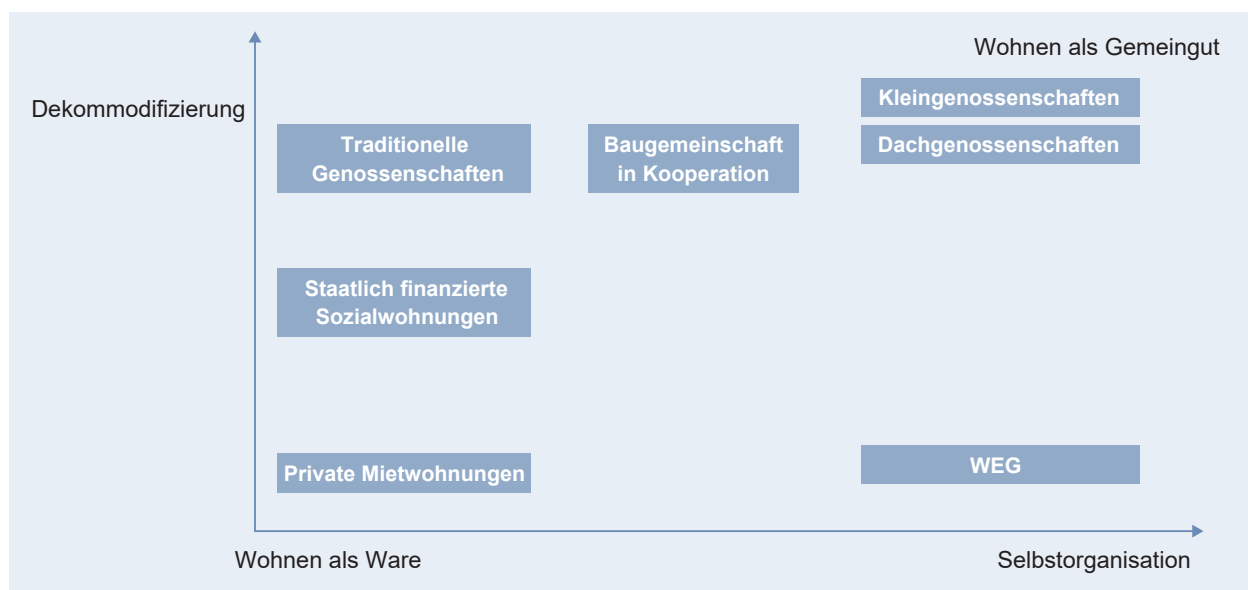 Wohnen als Gemeingut
Dekommodifizierung
Kleingenossenschaften
Dachgenossenschaften
Traditionelle
Genossenschaften
Baugemeinschaft
in Kooperation
Staatlich finanzierte
Sozialwohnungen
Private Mietwohnungen
WEG
Wohnen als Ware
Selbstorganisation